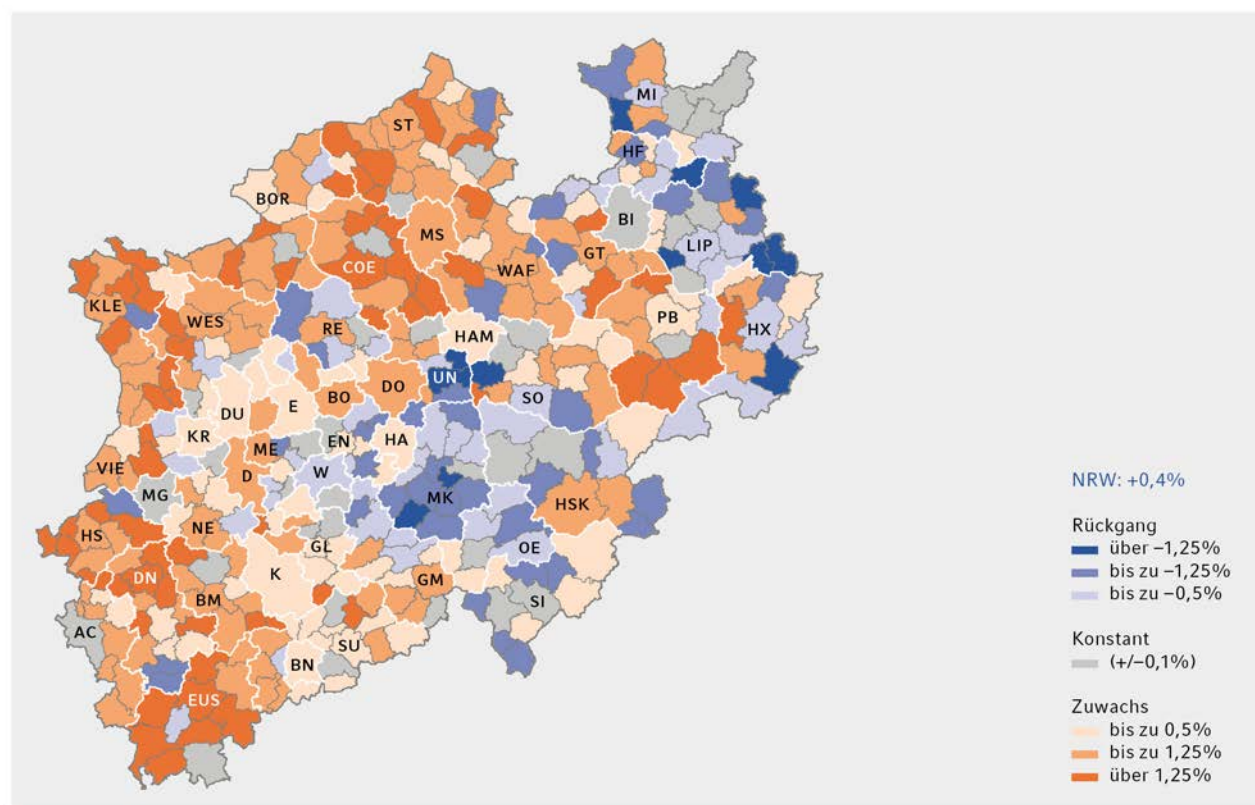 MI
ST
HF
BOR
BI
MS
GT
LIP
COE
WAF
KLE
WES
PB
RE
HX
HAM
UN
DO
BO
SO
E
DU
KR
EN
HA
ME
VIE
D
W
MG
MK
HSK
NE
HS
GL
OE
K
DN
GM
BM
SI
AC
SU
BN
EUS
NRW: +0,4%
Rückgang
über –1,25%
bis zu –1,25%
bis zu –0,5%
Konstant
(+/–0,1%)
Zuwachs
bis zu 0,5%
bis zu 1,25%
über 1,25%